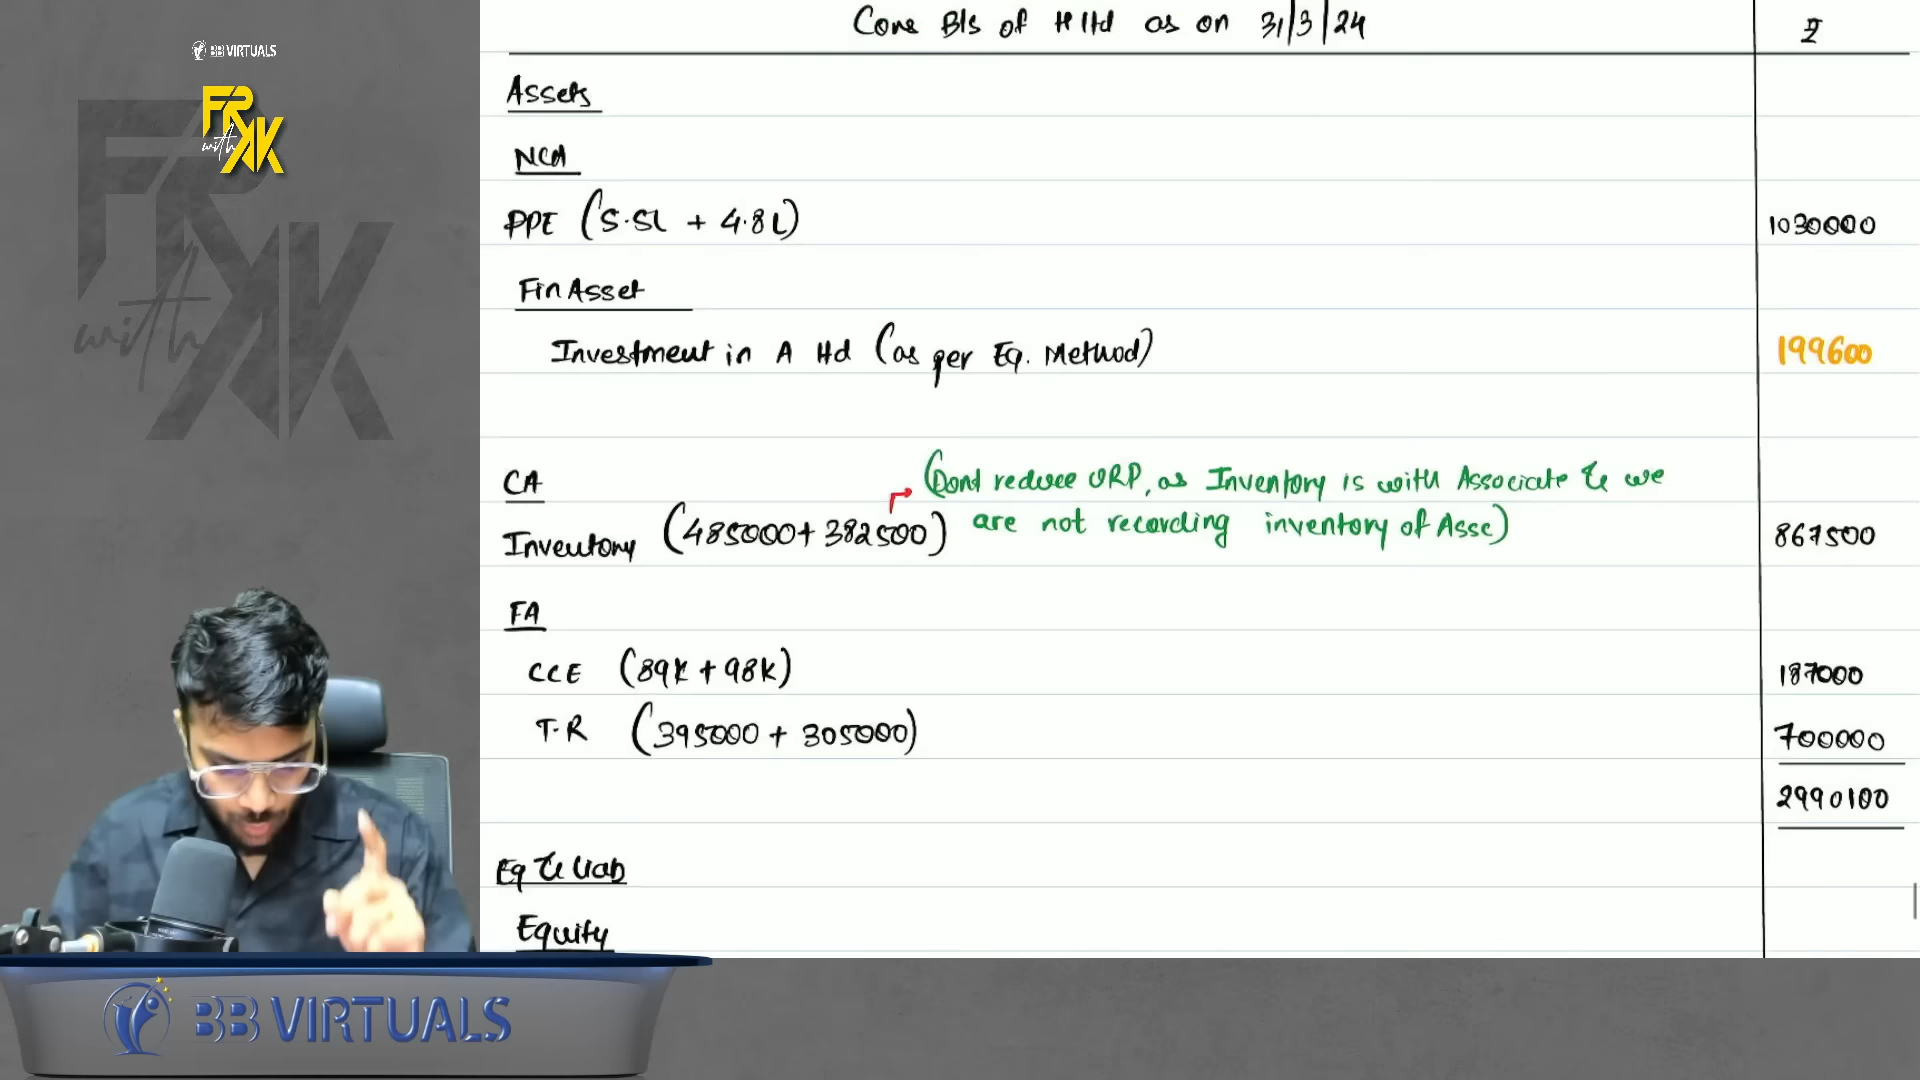 BB VIRTUALS
FR
with
AK
Cons B/s of H ltd as on 31/3/24
₹
Assets
NCA
PPE (5.5L + 4.8L)
1030000
Fin Asset
Investment in A ltd (as per Eq. Method)
199600
CA
(Dont reduce URP, as Inventory is with Associate & we
are not recording inventory of Asso)
Inventory (485000 + 382500)
867500
FA
CCE (89K + 98K)
187000
T.R (395000 + 305000)
700000
2990100
Eq & liab
Equity
BB VIRTUALS